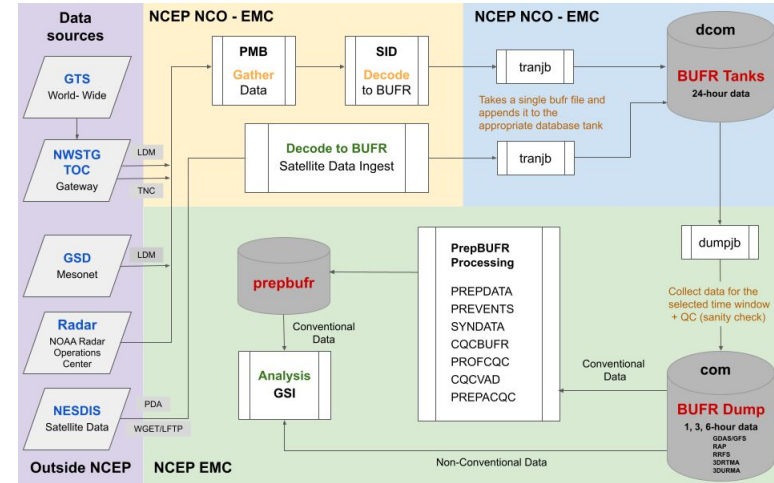 Data
sources
NCEP NCO - EMC
NCEP NCO - EMC
GTS
World- Wide
NWSTG
TOC
Gateway
LDM
TNC
GSD
Mesonet
LDM
Radar
NOAA Radar
Operations
Center
NESDIS
Satellite Data
PDA
WGET/LFTP
Outside NCEP
PMB
Gather
Data
SID
Decode
to BUFR
Decode to BUFR
Satellite Data Ingest
tranjb
Takes a single bufr file and
appends it to the
appropriate database tank
tranjb
dcom
BUFR Tanks
24-hour data
dumpjb
Collect data for the
selected time window
+ QC (sanity check)
com
BUFR Dump
1, 3, 6-hour data
GDAS/GFS
RAP
RRFS
3DRTMA
3DURMA
Conventional
Data
PrepBUFR
Processing
PREPDATA
PREVENTS
SYNDATA
CQCBUFR
PROFCQC
CQCVAD
PREPACQC
prepbufr
Conventional
Data
Analysis
GSI
Non-Conventional Data
NCEP EMC